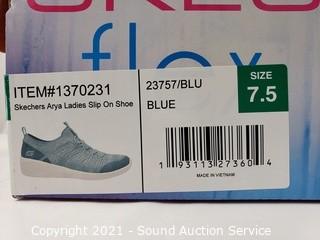 flex
ITEM#1370231
Skechers Arya Ladies Slip On Shoe
23757/BLU
BLUE
SIZE
7.5
1 93113 27360 4
MADE IN VIETNAM
Copyright 2021 - Sound Auction Service